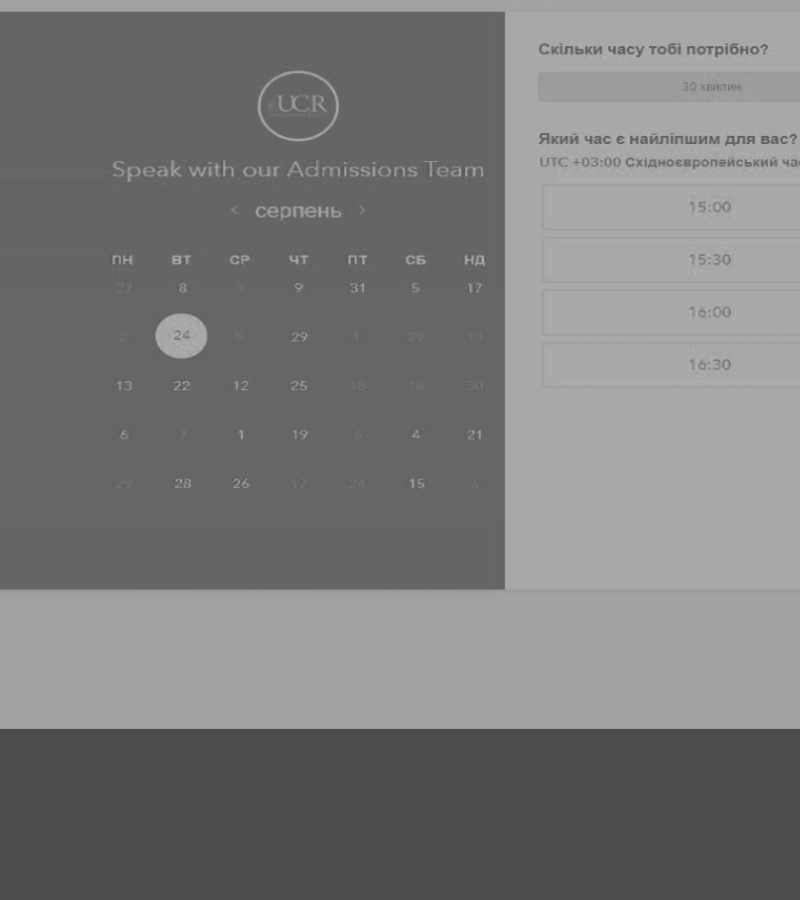 UCR
Speak with our Admissions Team
‹ серпень ›
ПН ВТ СР ЧТ ПТ СБ НД
27 8 3 9 31 5 17
2 24 5 29 1 29 13
13 22 12 25 18 18 30
6 7 1 19 6 4 21
29 28 26 17 24 15 6
Скільки часу тобі потрібно?
30 хвилин
Який час є найліпшим для вас?
UTC +03:00 Східноєвропейський час
15:00
15:30
16:00
16:30